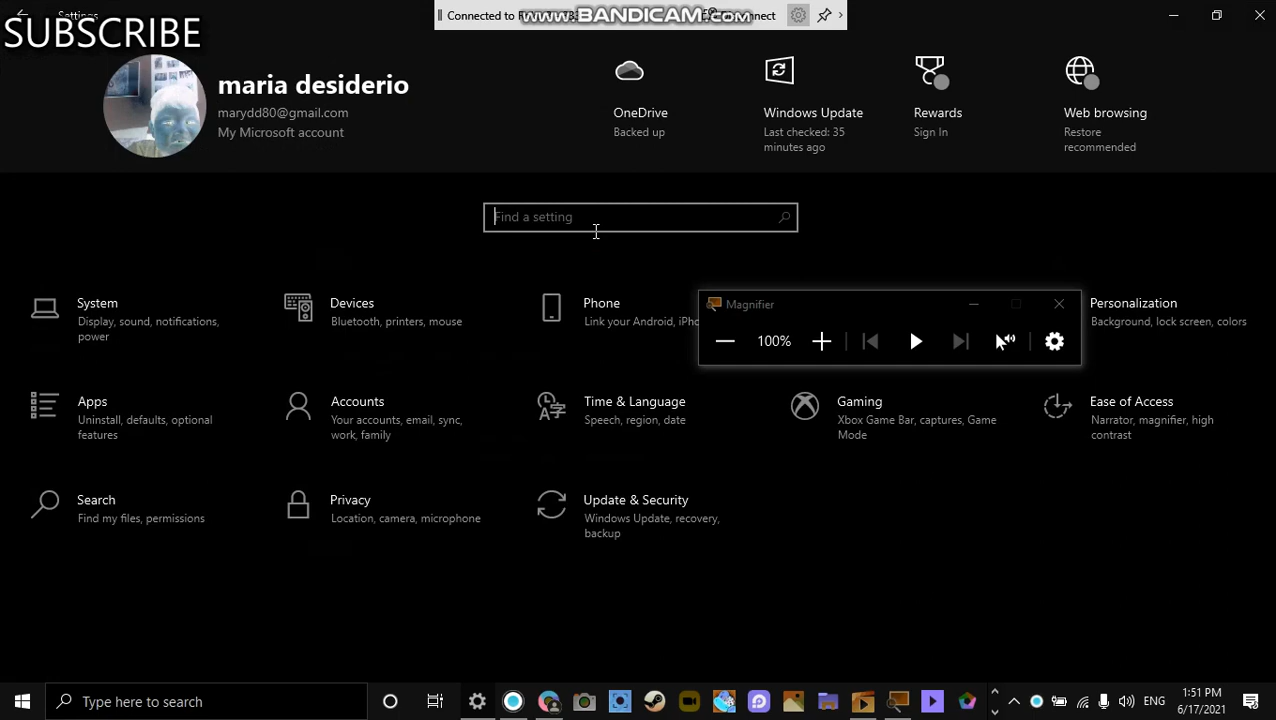 Settings
Connected to
WWW.BANDICAM.COM
SUBSCRIBE
maria desiderio
marydd80@gmail.com
My Microsoft account
OneDrive
Backed up
Windows Update
Last checked: 35
minutes ago
Rewards
Sign In
Web browsing
Restore
recommended
Find a setting
System
Display, sound, notifications,
power
Devices
Bluetooth, printers, mouse
Phone
Link your Android, iPho
Magnifier
100%
Personalization
Background, lock screen, colors
Apps
Uninstall, defaults, optional
features
Accounts
Your accounts, email, sync,
work, family
Time & Language
Speech, region, date
Gaming
Xbox Game Bar, captures, Game
Mode
Ease of Access
Narrator, magnifier, high
contrast
Search
Find my files, permissions
Privacy
Location, camera, microphone
Update & Security
Windows Update, recovery,
backup
Type here to search
ENG
1:51 PM
6/17/2021